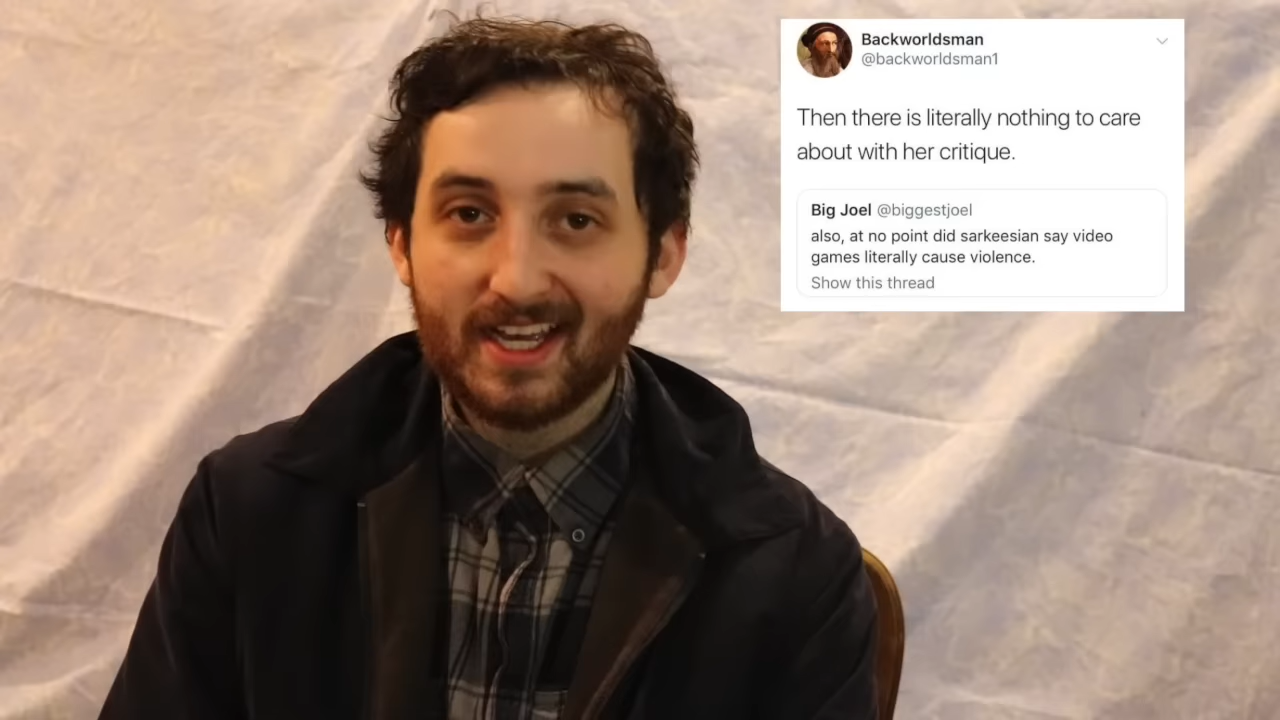 Backworldsman
@backworldsman1
Then there is literally nothing to care
about with her critique.
Big Joel @biggestjoel
also, at no point did sarkeesian say video
games literally cause violence.
Show this thread